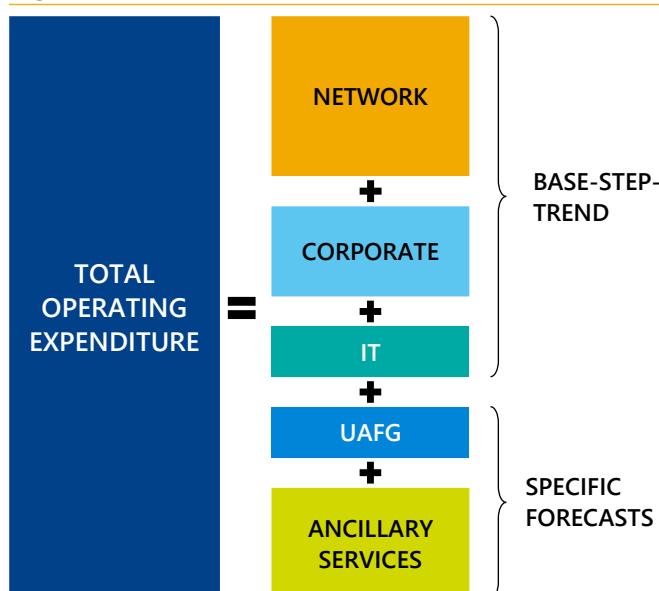 TOTAL
OPERATING
EXPENDITURE
=
NETWORK
+
CORPORATE
+
IT
+
UAFG
+
ANCILLARY
SERVICES
BASE-STEP-
TREND
SPECIFIC
FORECASTS